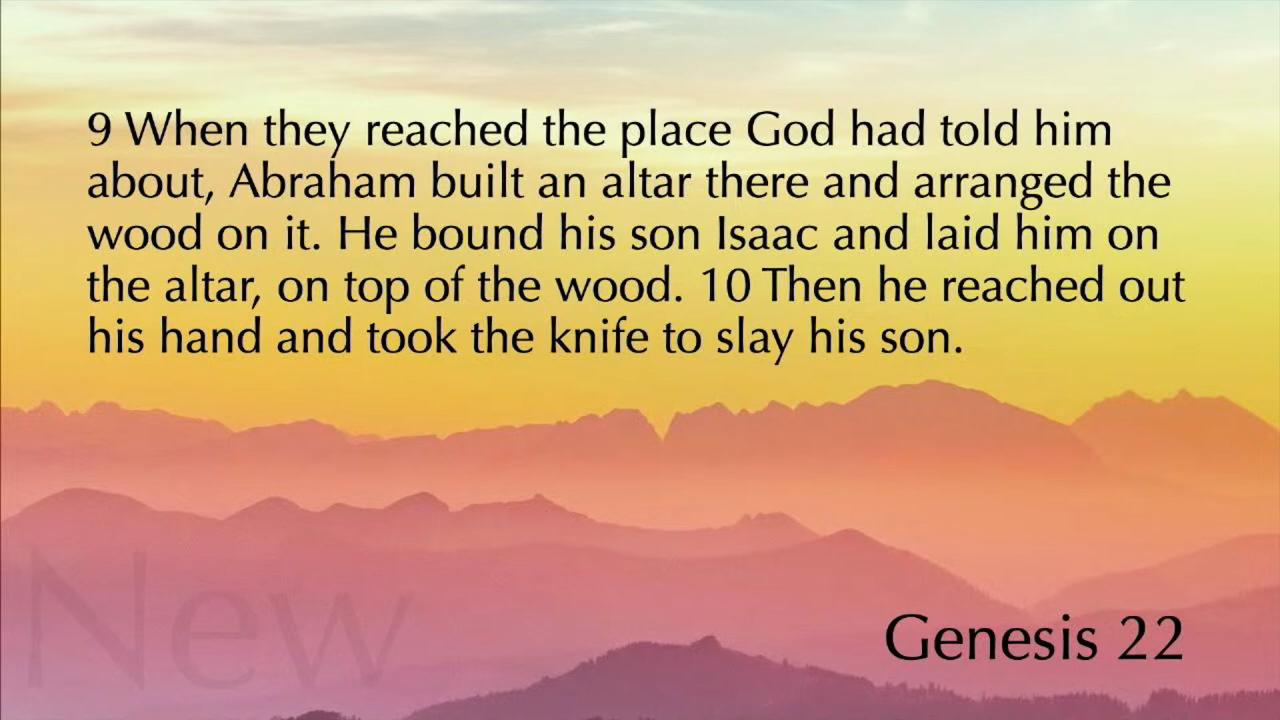 9 When they reached the place God had told him
about, Abraham built an altar there and arranged the
wood on it. He bound his son Isaac and laid him on
the altar, on top of the wood. 10 Then he reached out
his hand and took the knife to slay his son.
New
Genesis 22